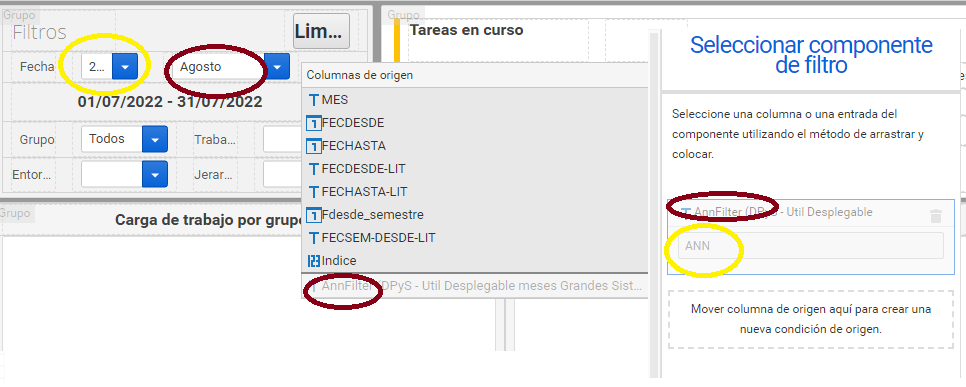 Grupo
Filtros
Lim...
Fecha
2...
Agosto
01/07/2022 - 31/07/2022
Grupo
Todos
Traba...
Entor...
Jerar...
Grupo
Carga de trabajo por grupo
Grupo
Tareas en curso
Columnas de origen
MES
FECDESDE
FECHASTA
FECDESDE-LIT
FECHASTA-LIT
Fdesde_semestre
FECSEM-DESDE-LIT
Indice
AnnFilter (DPyS - Util Desplegable meses Grandes Sist...
Seleccionar componente
de filtro
Seleccione una columna o una entrada del
componente utilizando el método de arrastrar y
colocar.
AnnFilter (DPyS - Util Desplegable
ANN
Mover columna de origen aquí para crear una
nueva condición de origen.